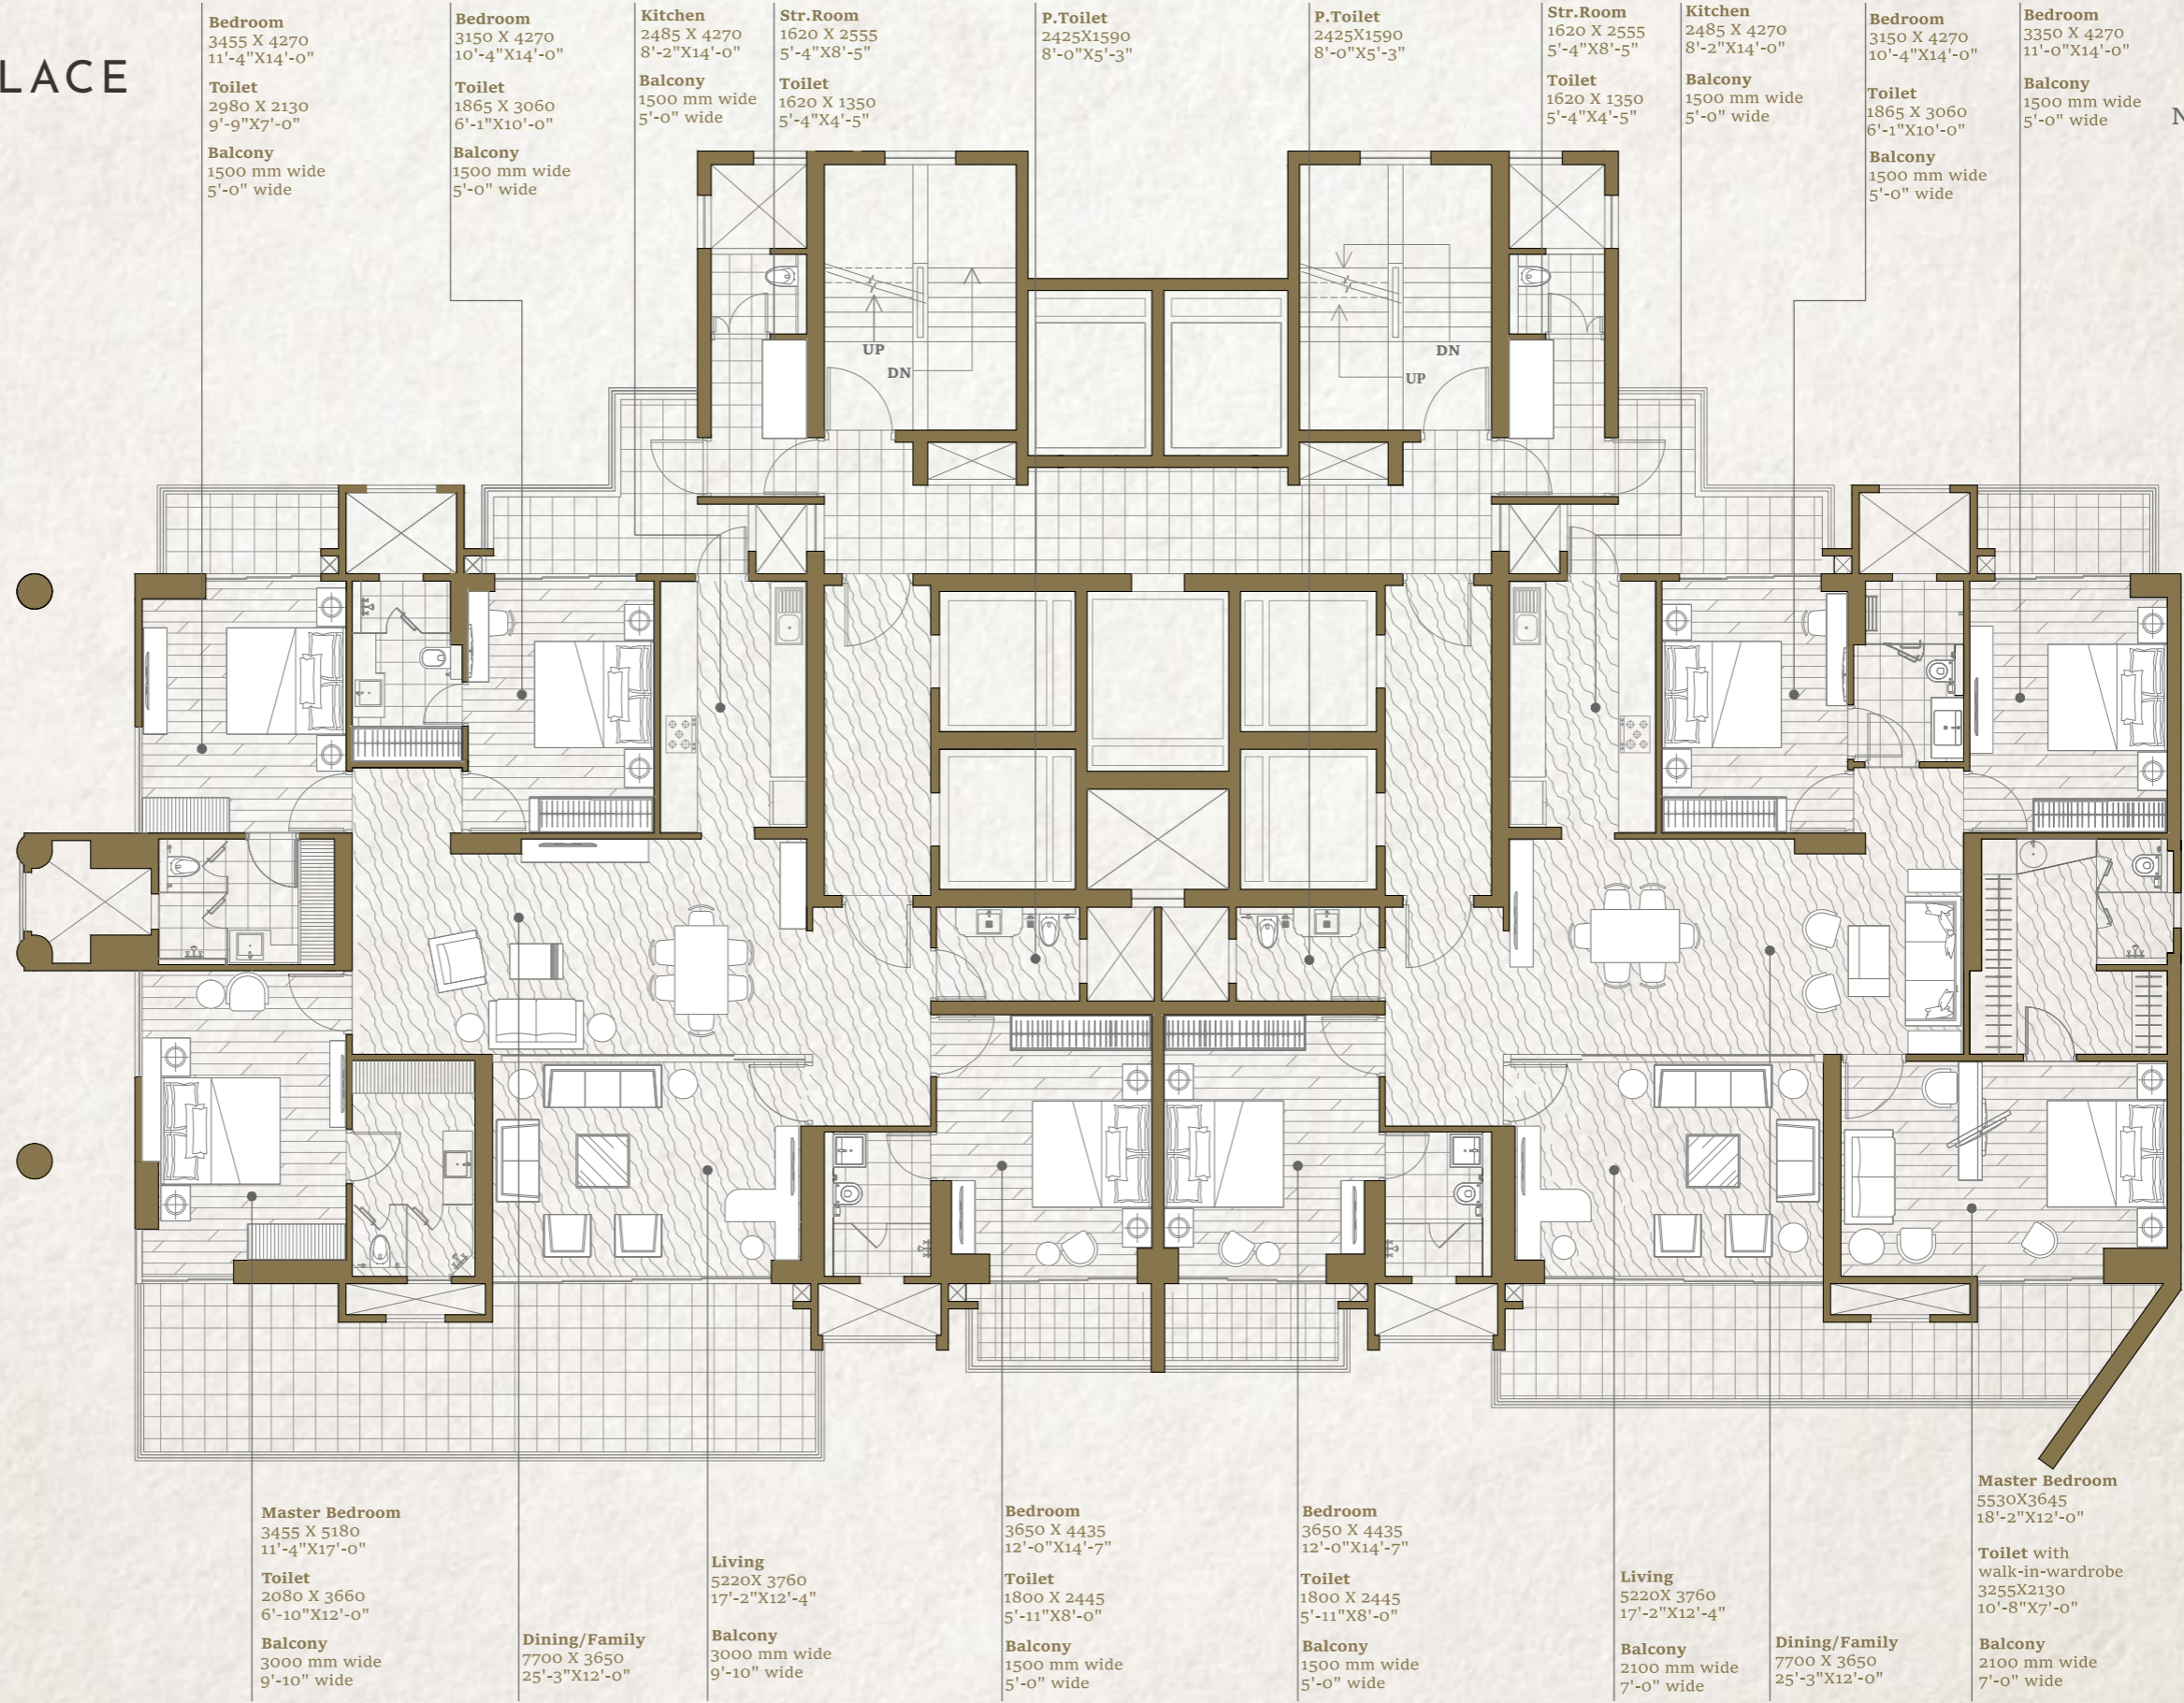 LACE
Bedroom
3455 X 4270
11'-4"X14'-0"
Toilet
2980 X 2130
9'-9"X7'-0"
Balcony
1500 mm wide
5'-0" wide
Bedroom
3150 X 4270
10'-4"X14'-0"
Toilet
1865 X 3060
6'-1"X10'-0"
Balcony
1500 mm wide
5'-0" wide
Kitchen
2485 X 4270
8'-2"X14'-0"
Balcony
1500 mm wide
5'-0" wide
Str.Room
1620 X 2555
5'-4"X8'-5"
Toilet
1620 X 1350
5'-4"X4'-5"
P.Toilet
2425X1590
8'-0"X5'-3"
P.Toilet
2425X1590
8'-0"X5'-3"
Str.Room
1620 X 2555
5'-4"X8'-5"
Toilet
1620 X 1350
5'-4"X4'-5"
Kitchen
2485 X 4270
8'-2"X14'-0"
Balcony
1500 mm wide
5'-0" wide
Bedroom
3150 X 4270
10'-4"X14'-0"
Toilet
1865 X 3060
6'-1"X10'-0"
Balcony
1500 mm wide
5'-0" wide
Bedroom
3350 X 4270
11'-0"X14'-0"
Balcony
1500 mm wide
5'-0" wide
N
UP
DN
DN
UP
Master Bedroom
3455 X 5180
11'-4"X17'-0"
Toilet
2080 X 3660
6'-10"X12'-0"
Balcony
3000 mm wide
9'-10" wide
Dining/Family
7700 X 3650
25'-3"X12'-0"
Living
5220X 3760
17'-2"X12'-4"
Balcony
3000 mm wide
9'-10" wide
Bedroom
3650 X 4435
12'-0"X14'-7"
Toilet
1800 X 2445
5'-11"X8'-0"
Balcony
1500 mm wide
5'-0" wide
Bedroom
3650 X 4435
12'-0"X14'-7"
Toilet
1800 X 2445
5'-11"X8'-0"
Balcony
1500 mm wide
5'-0" wide
Living
5220X 3760
17'-2"X12'-4"
Balcony
2100 mm wide
7'-0" wide
Dining/Family
7700 X 3650
25'-3"X12'-0"
Master Bedroom
5530X3645
18'-2"X12'-0"
Toilet with
walk-in-wardrobe
3255X2130
10'-8"X7'-0"
Balcony
2100 mm wide
7'-0" wide